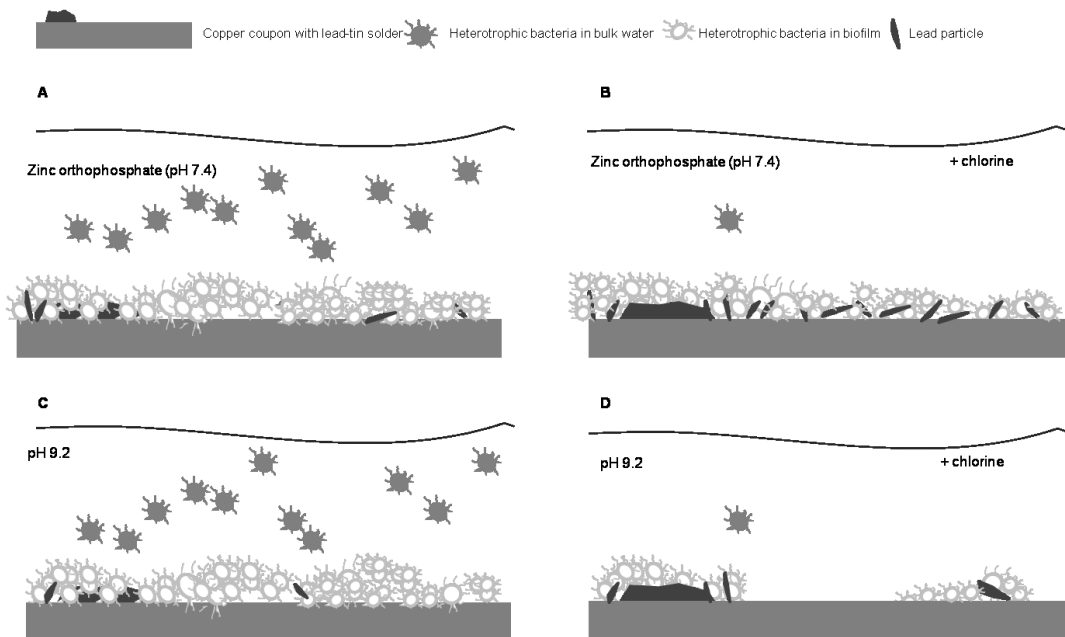 Copper coupon with lead-tin solder
Heterotrophic bacteria in bulk water
Heterotrophic bacteria in biofilm
Lead particle
A
B
Zinc orthophosphate (pH 7.4)
Zinc orthophosphate (pH 7.4)
+ chlorine
C
D
pH 9.2
pH 9.2
+ chlorine